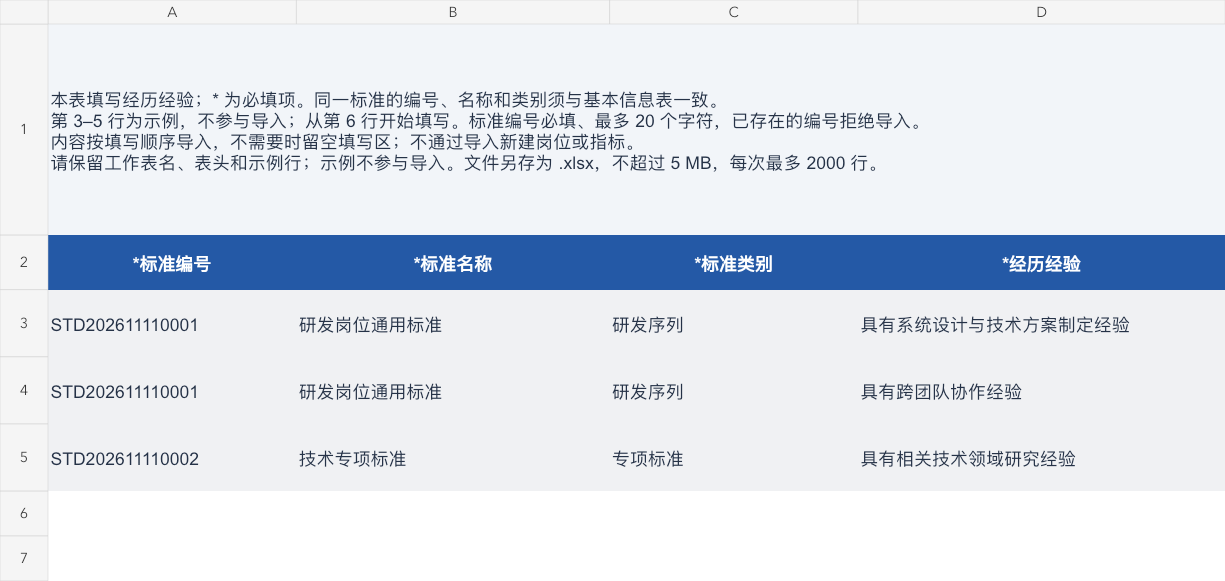 A B C D
1
本表填写经历经验；* 为必填项。同一标准的编号、名称和类别须与基本信息表一致。
第 3–5 行为示例，不参与导入；从第 6 行开始填写。标准编号必填、最多 20 个字符，已存在的编号拒绝导入。
内容按填写顺序导入，不需要时留空填写区；不通过导入新建岗位或指标。
请保留工作表名、表头和示例行；示例不参与导入。文件另存为 .xlsx，不超过 5 MB，每次最多 2000 行。
2 *标准编号 *标准名称 *标准类别 *经历经验
3 STD202611110001 研发岗位通用标准 研发序列 具有系统设计与技术方案制定经验
4 STD202611110001 研发岗位通用标准 研发序列 具有跨团队协作经验
5 STD202611110002 技术专项标准 专项标准 具有相关技术领域研究经验
6
7